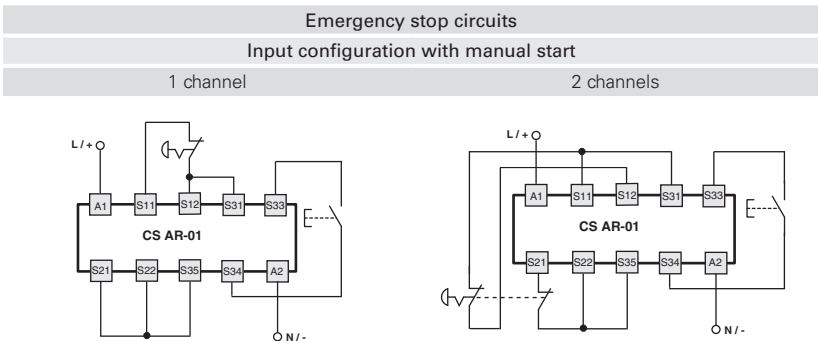 Emergency stop circuits
Input configuration with manual start
1 channel 2 channels
L / +
A1 S11 S12 S31 S33
CS AR-01
S21 S22 S35 S34 A2
N / -
L / +
A1 S11 S12 S31 S33
CS AR-01
S21 S22 S35 S34 A2
N / -